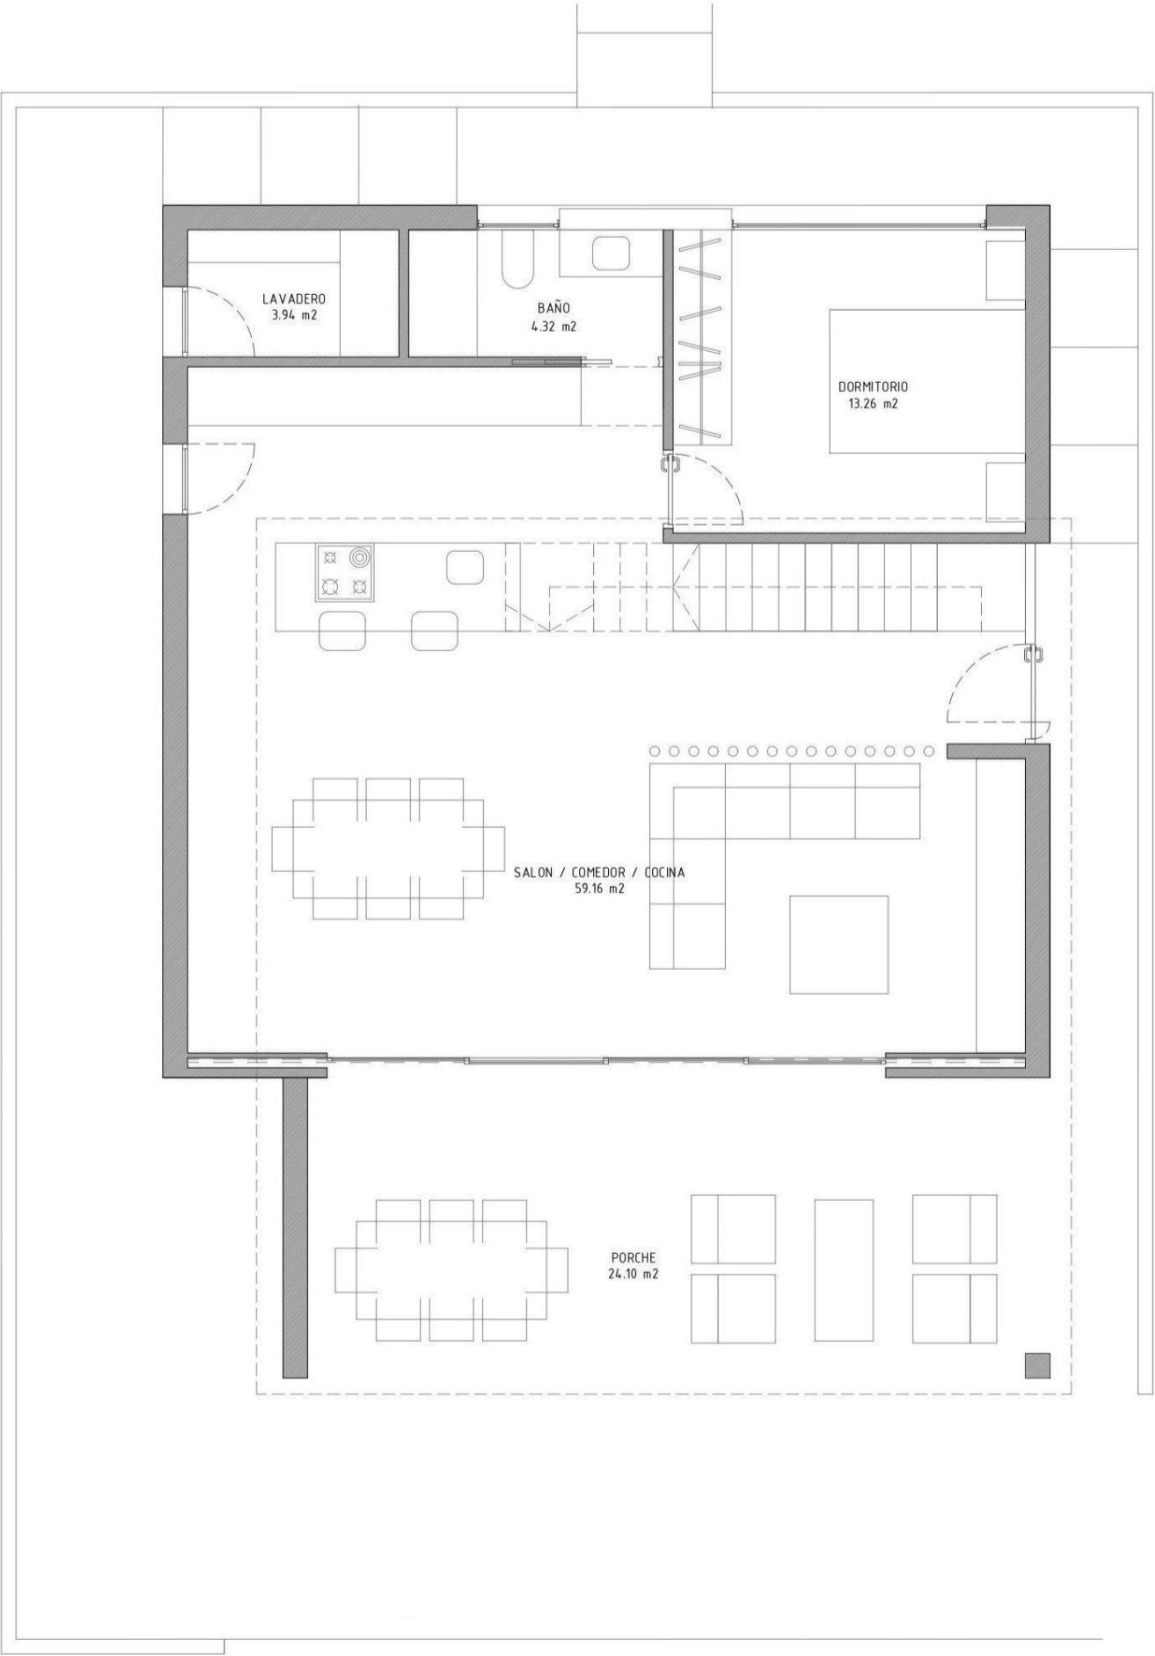 LAVADERO
3.94 m2
BAÑO
4.32 m2
DORMITORIO
13.26 m2
SALON / COMEDOR / COCINA
59.16 m2
PORCHE
24.10 m2